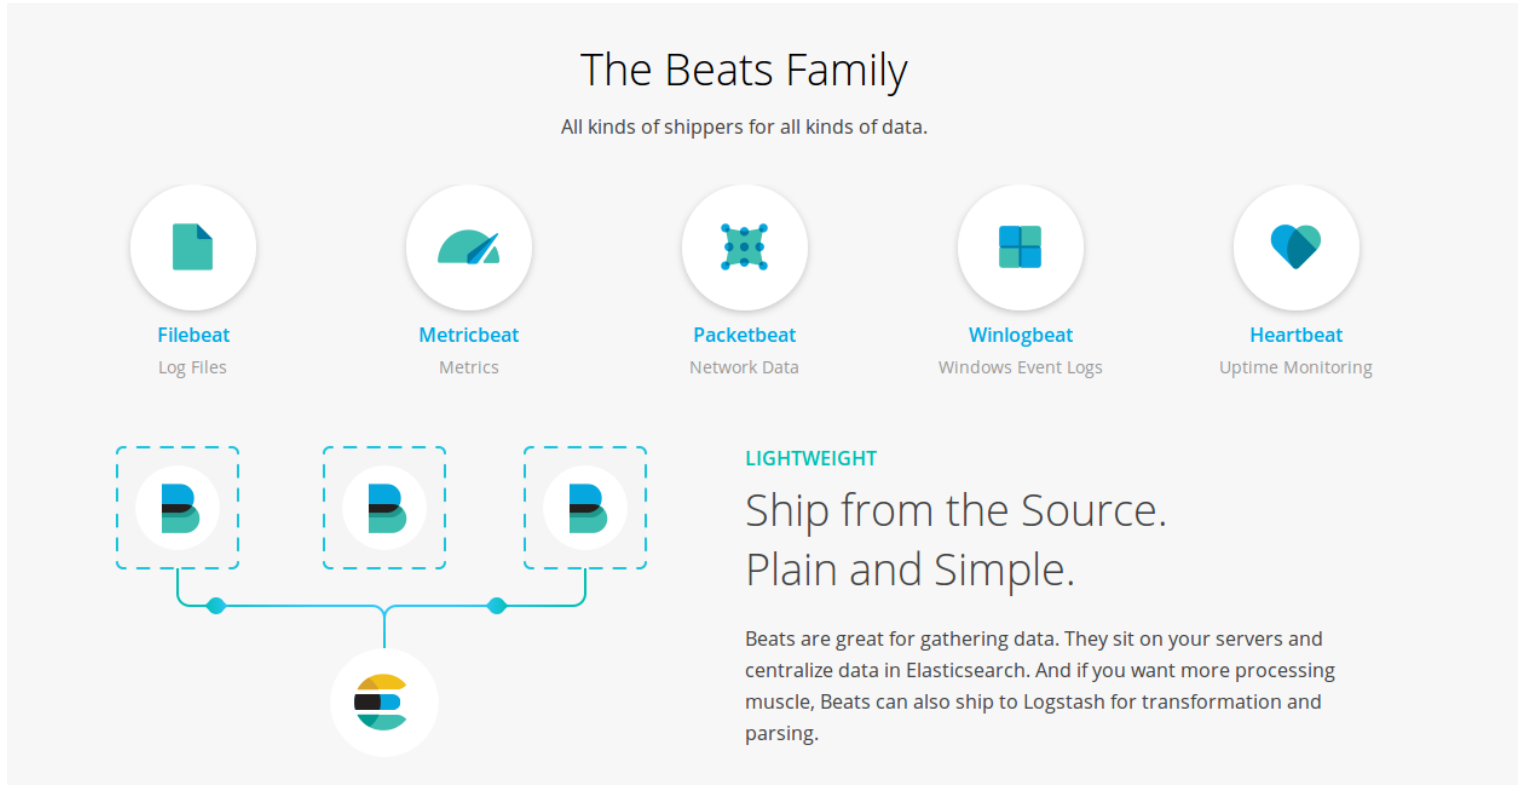 The Beats Family
All kinds of shippers for all kinds of data.
Filebeat
Log Files
Metricbeat
Metrics
Packetbeat
Network Data
Winlogbeat
Windows Event Logs
Heartbeat
Uptime Monitoring
LIGHTWEIGHT
Ship from the Source.
Plain and Simple.
Beats are great for gathering data. They sit on your servers and
centralize data in Elasticsearch. And if you want more processing
muscle, Beats can also ship to Logstash for transformation and
parsing.